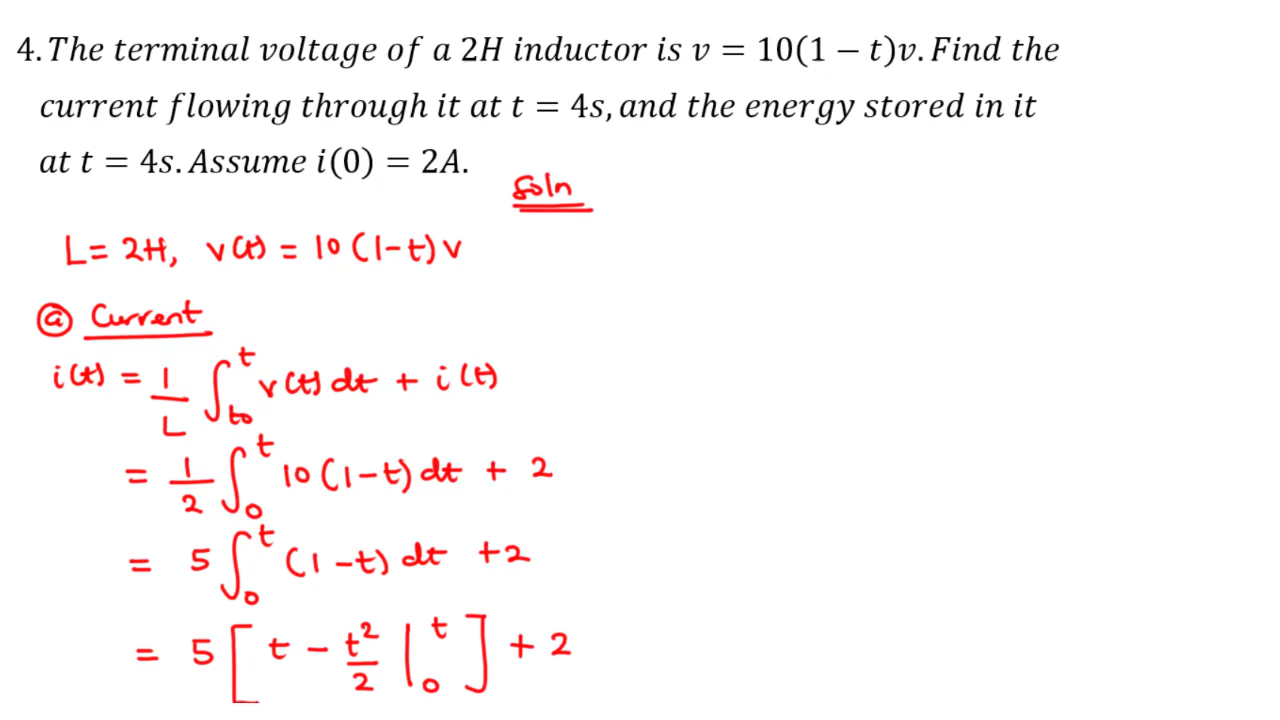 4. The terminal voltage of a 2H inductor is v = 10(1 − t)v. Find the
current flowing through it at t = 4s, and the energy stored in it
at t = 4s. Assume i(0) = 2A.
Soln
L = 2H, v(t) = 10(1-t)v
ⓐ Current
i(t) = 1/L ∫_to^t v(t) dt + i(t)
= 1/2 ∫_0^t 10(1-t) dt + 2
= 5 ∫_0^t (1-t) dt +2
= 5 [ t - t²/2 |_0^t ] + 2